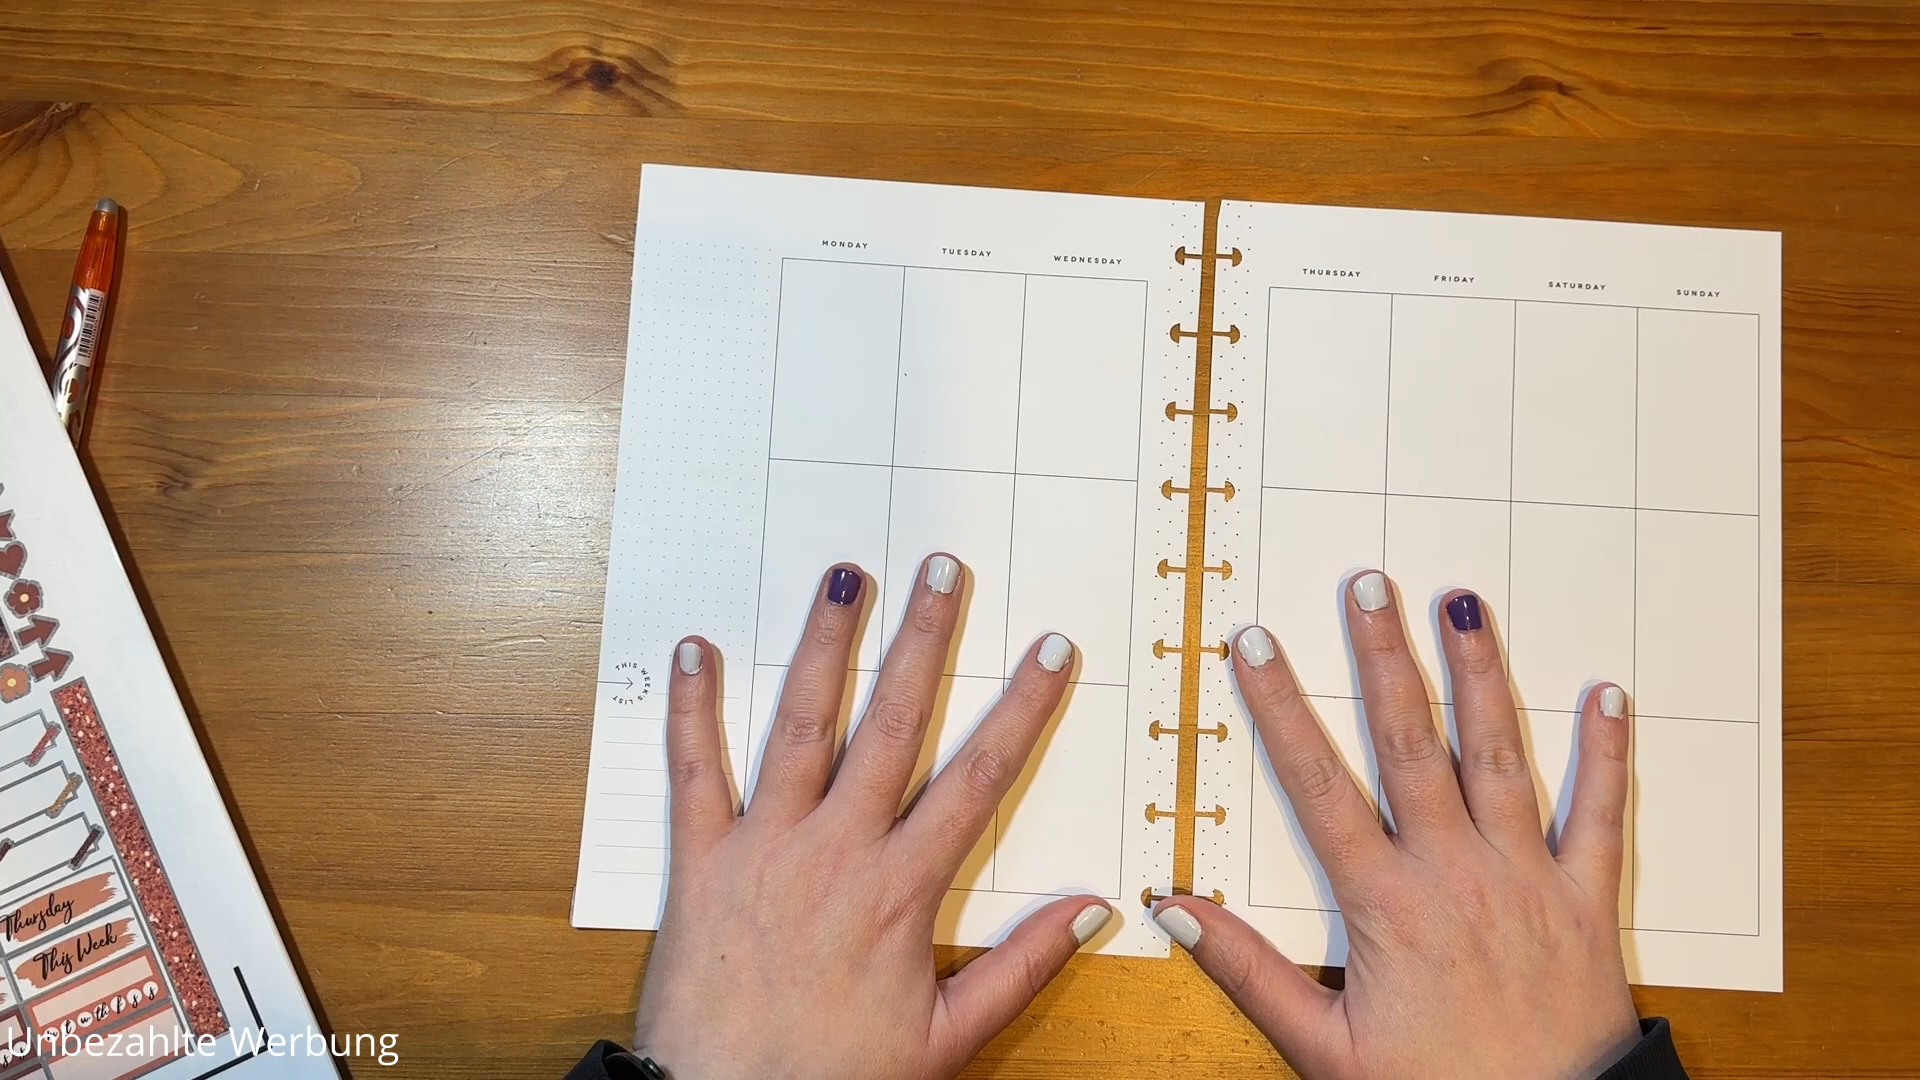 MONDAY
TUESDAY
WEDNESDAY
THURSDAY
FRIDAY
SATURDAY
SUNDAY
THIS WEEK'S LIST
Thursday
This Week
Unbezahlte Werbung